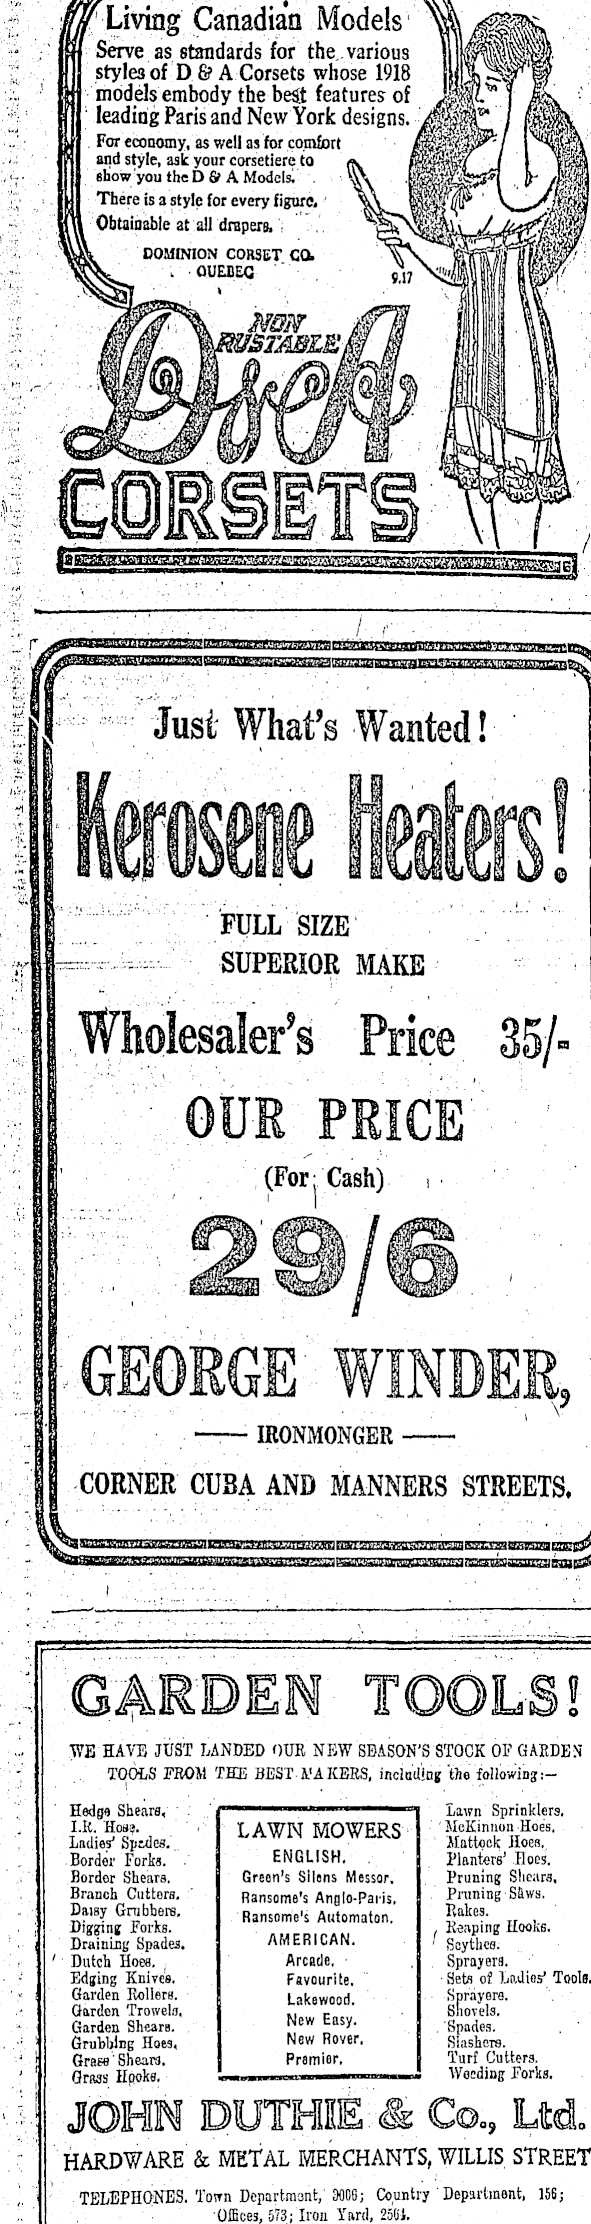 Living Canadian Models
Serve as standards for the various
styles of D & A Corsets whose 1918
models embody the best features of
leading Paris and New York designs.
For economy, as well as for comfort
and style, ask your corsetiere to
show you the D & A Models.
There is a style for every figure.
Obtainable at all drapers.
DOMINION CORSET CO.
QUEBEC
9.17
NON
RUSTABLE
D & A
CORSETS
Just What's Wanted!
Kerosene Heaters!
FULL SIZE
SUPERIOR MAKE
Wholesaler's Price 35/-
OUR PRICE
(For Cash)
29/6
GEORGE WINDER,
IRONMONGER
CORNER CUBA AND MANNERS STREETS.
GARDEN TOOLS!
WE HAVE JUST LANDED OUR NEW SEASON'S STOCK OF GARDEN
TOOLS FROM THE BEST MAKERS, including the following:—
Hedge Shears.
I.R. Hose.
Ladies' Spades.
Border Forks.
Border Shears.
Branch Cutters.
Daisy Grubbers.
Digging Forks.
Draining Spades.
Dutch Hoes.
Edging Knives.
Garden Rollers.
Garden Trowels.
Garden Shears.
Grubbing Hoes.
Grass Shears.
Grass Hooks.
LAWN MOWERS
ENGLISH.
Green's Silens Messor.
Ransome's Anglo-Paris.
Ransome's Automaton.
AMERICAN.
Arcade.
Favourite.
Lakewood.
New Easy.
New Rover.
Premier.
Lawn Sprinklers.
McKinnon Hoes.
Mattock Hoes.
Planters' Hoes.
Pruning Shears.
Pruning Saws.
Rakes.
Reaping Hooks.
Scythes.
Sprayers.
Sets of Ladies' Tools.
Sprayers.
Shovels.
Spades.
Slashers.
Turf Cutters.
Weeding Forks.
JOHN DUTHIE & Co., Ltd.
HARDWARE & METAL MERCHANTS, WILLIS STREET
TELEPHONES. Town Department, 3006; Country Department, 156;
Offices, 573; Iron Yard, 2564.